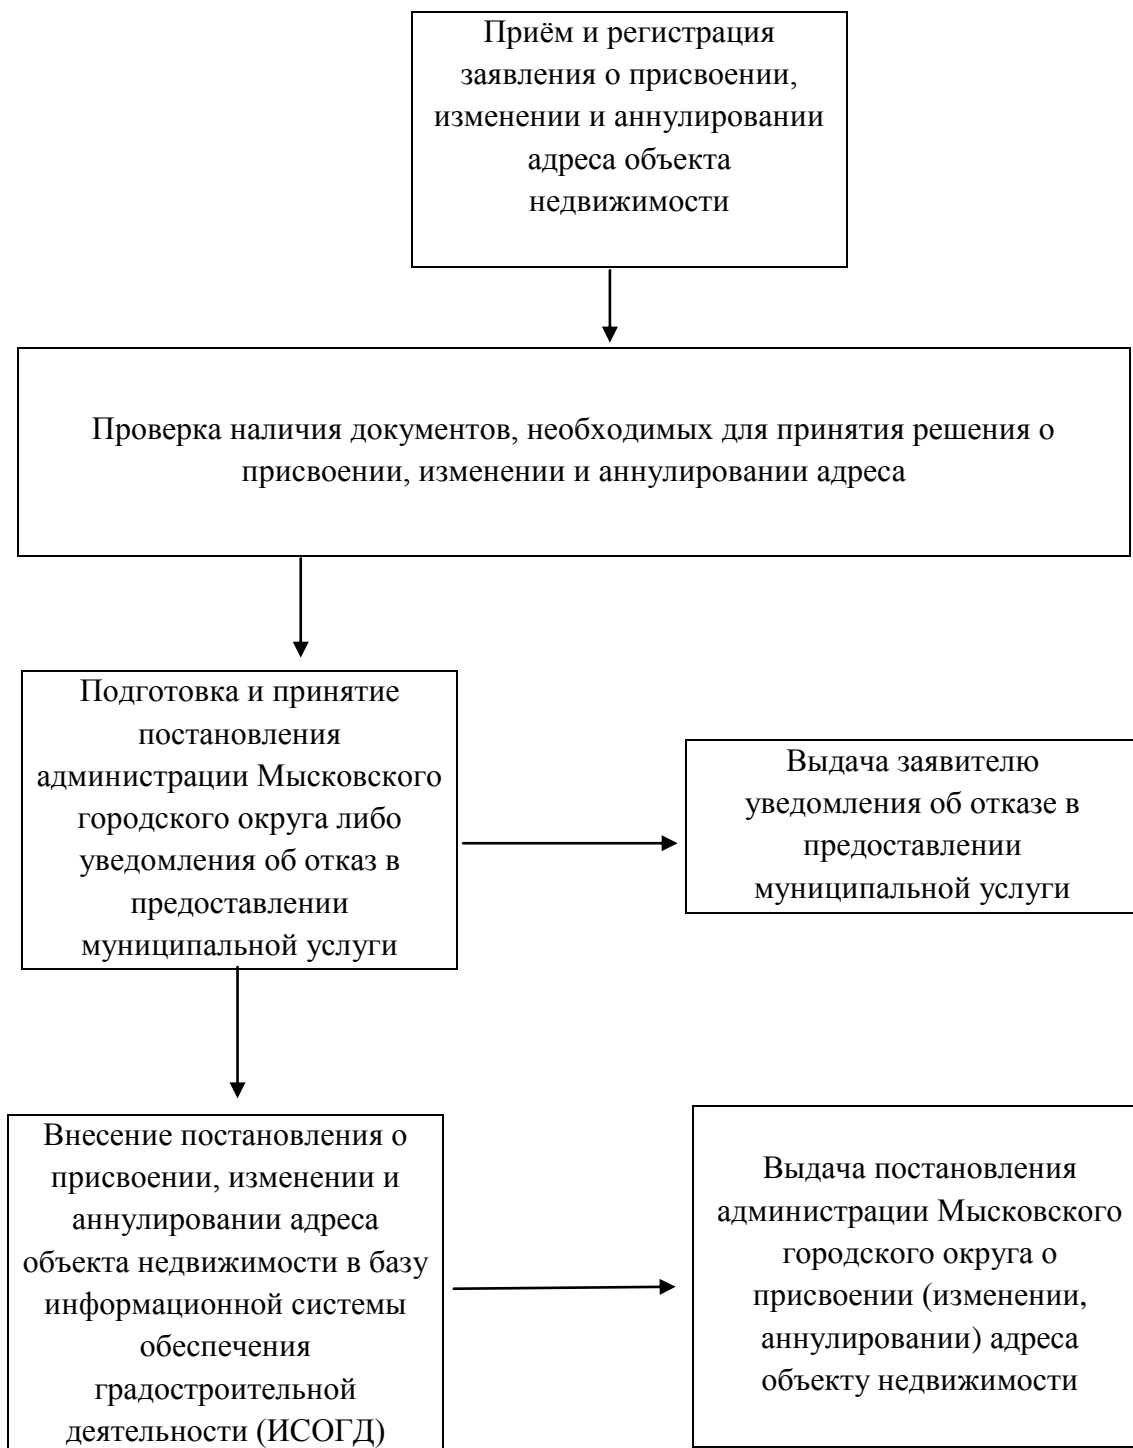 Приём и регистрация
заявления о присвоении,
изменении и аннулировании
адреса объекта
недвижимости
Проверка наличия документов, необходимых для принятия решения о
присвоении, изменении и аннулировании адреса
Подготовка и принятие
постановления
администрации Мысковского
городского округа либо
уведомления об отказ в
предоставлении
муниципальной услуги
Выдача заявителю
уведомления об отказе в
предоставлении
муниципальной услуги
Внесение постановления о
присвоении, изменении и
аннулировании адреса
объекта недвижимости в базу
информационной системы
обеспечения
градостроительной
деятельности (ИСОГД)
Выдача постановления
администрации Мысковского
городского округа о
присвоении (изменении,
аннулировании) адреса
объекту недвижимости